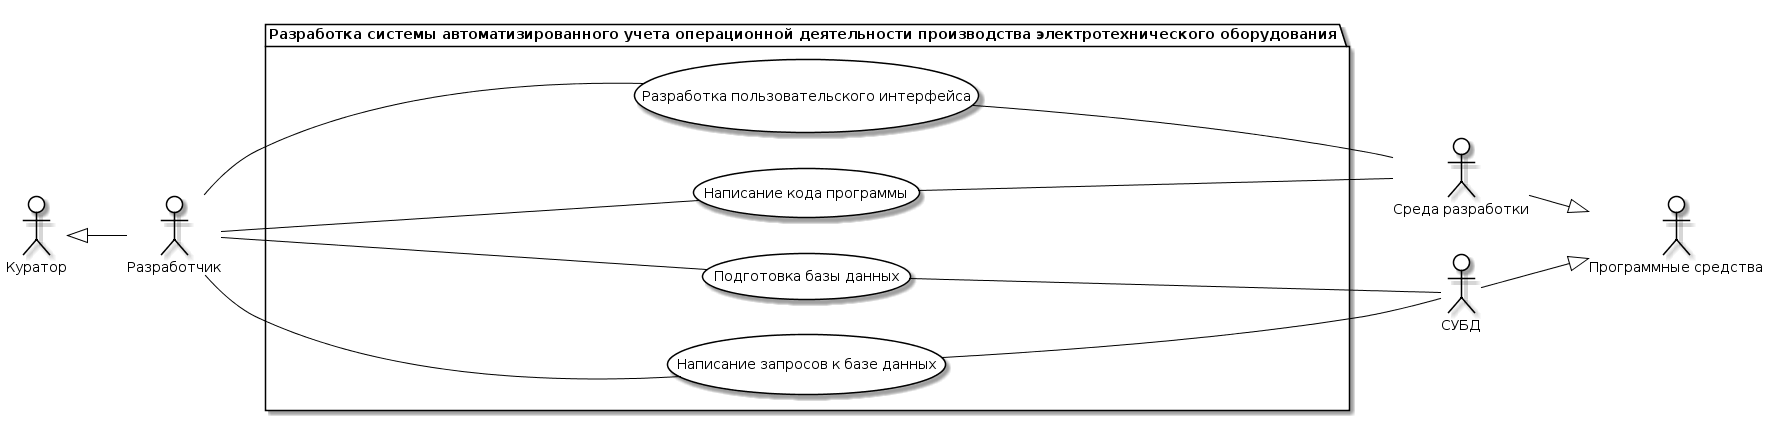 Разработка системы автоматизированного учета операционной деятельности производства электротехнического оборудования
Разработка пользовательского интерфейса
Написание кода программы
Подготовка базы данных
Написание запросов к базе данных
Куратор
Разработчик
Среда разработки
СУБД
Программные средства